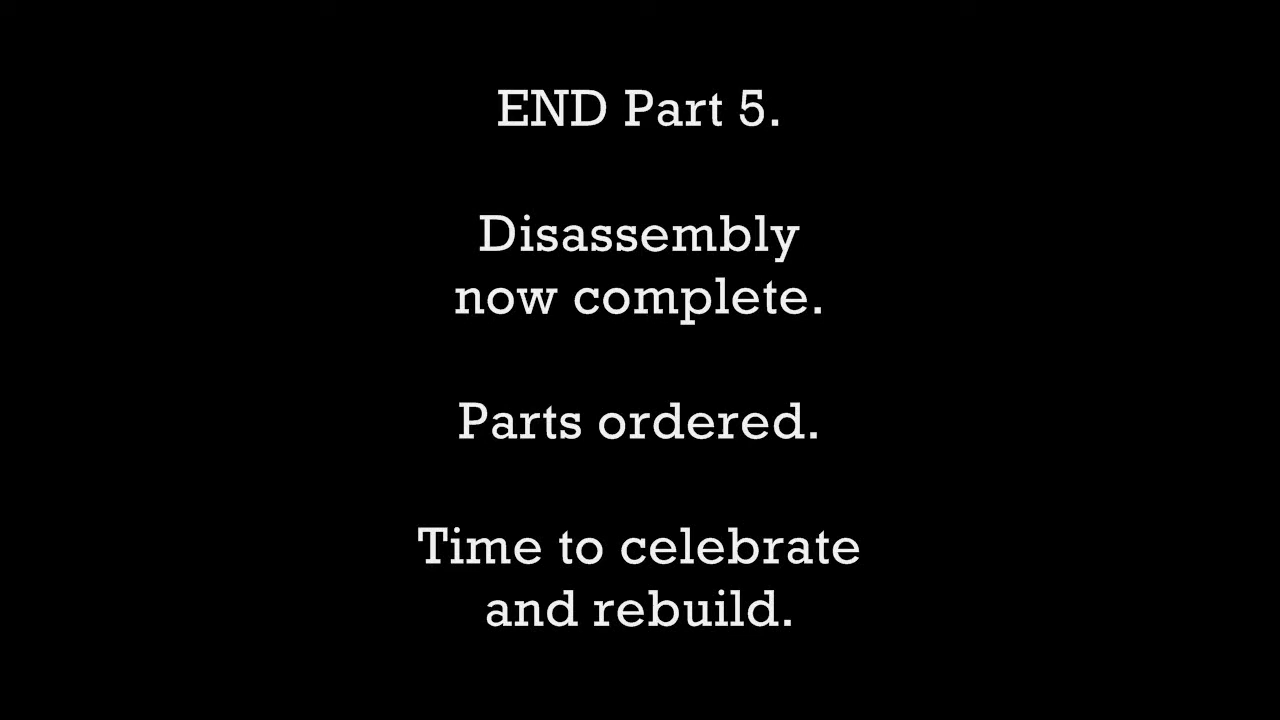 END Part 5.
Disassembly
now complete.
Parts ordered.
Time to celebrate
and rebuild.